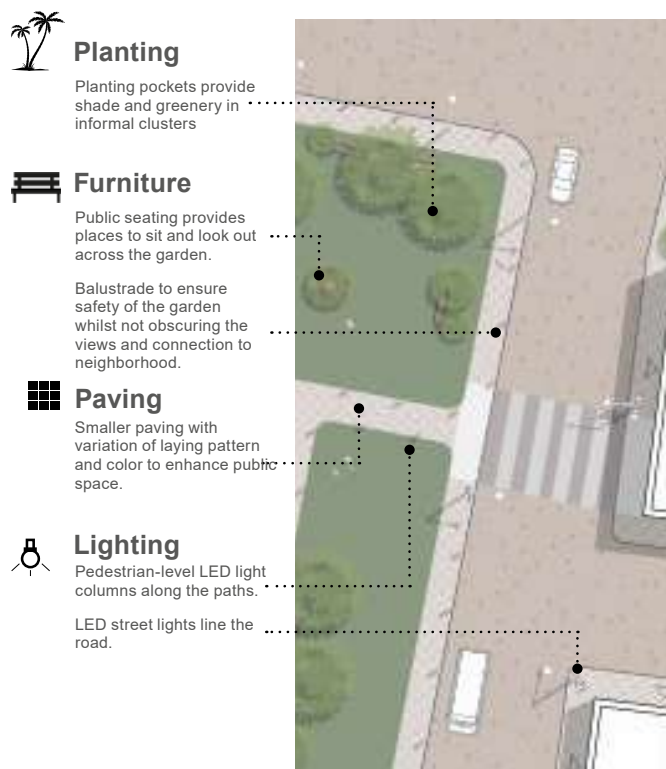 Planting
Planting pockets provide
shade and greenery in
informal clusters
Furniture
Public seating provides
places to sit and look out
across the garden.
Balustrade to ensure
safety of the garden
whilst not obscuring the
views and connection to
neighborhood.
Paving
Smaller paving with
variation of laying pattern
and color to enhance public
space.
Lighting
Pedestrian-level LED light
columns along the paths.
LED street lights line the
road.